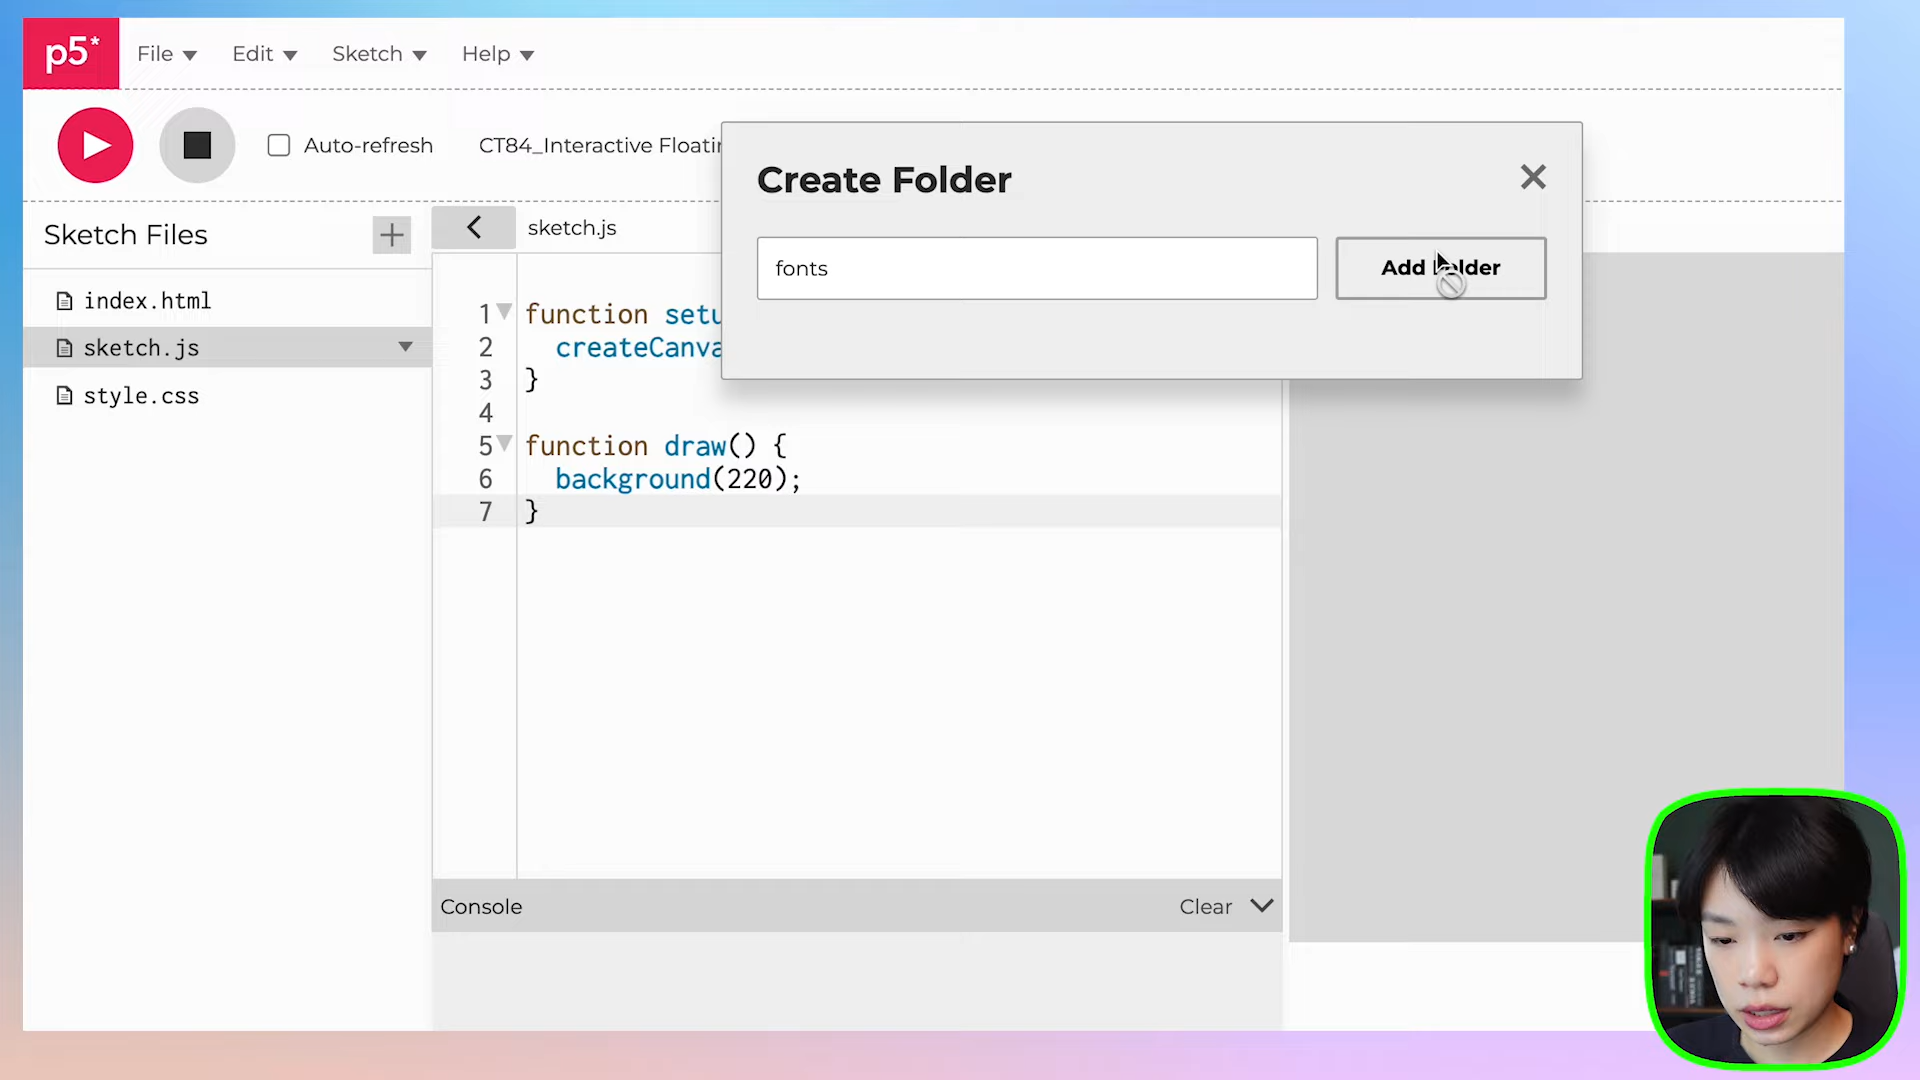 p5*
File
Edit
Sketch
Help
Auto-refresh
CT84_Interactive Floatin
Create Folder
fonts
Add Folder
Sketch Files
sketch.js
index.html
sketch.js
style.css
1 function setu
2 createCanva
3 }
4
5 function draw() {
6 background(220);
7 }
Console
Clear